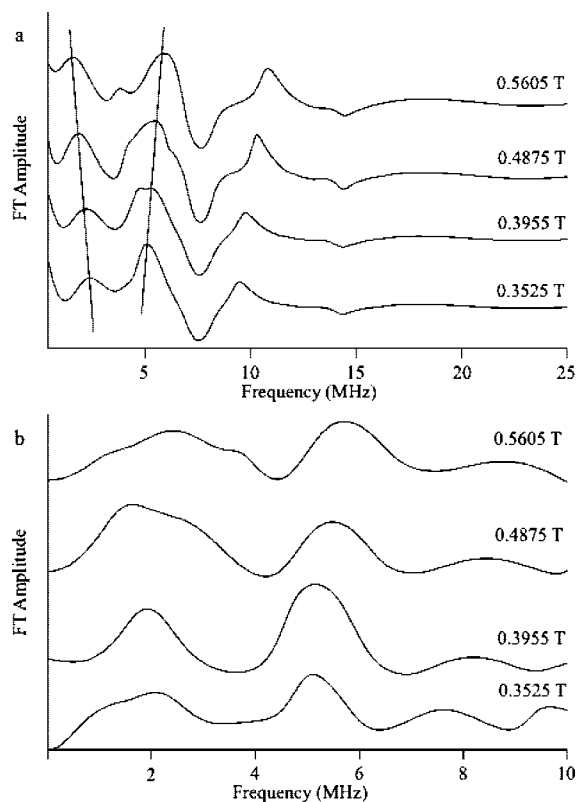 a
0.5605 T
0.4875 T
0.3955 T
0.3525 T
FT Amplitude
5 10 15 20 25
Frequency (MHz)
b
0.5605 T
0.4875 T
0.3955 T
0.3525 T
FT Amplitude
2 4 6 8 10
Frequency (MHz)